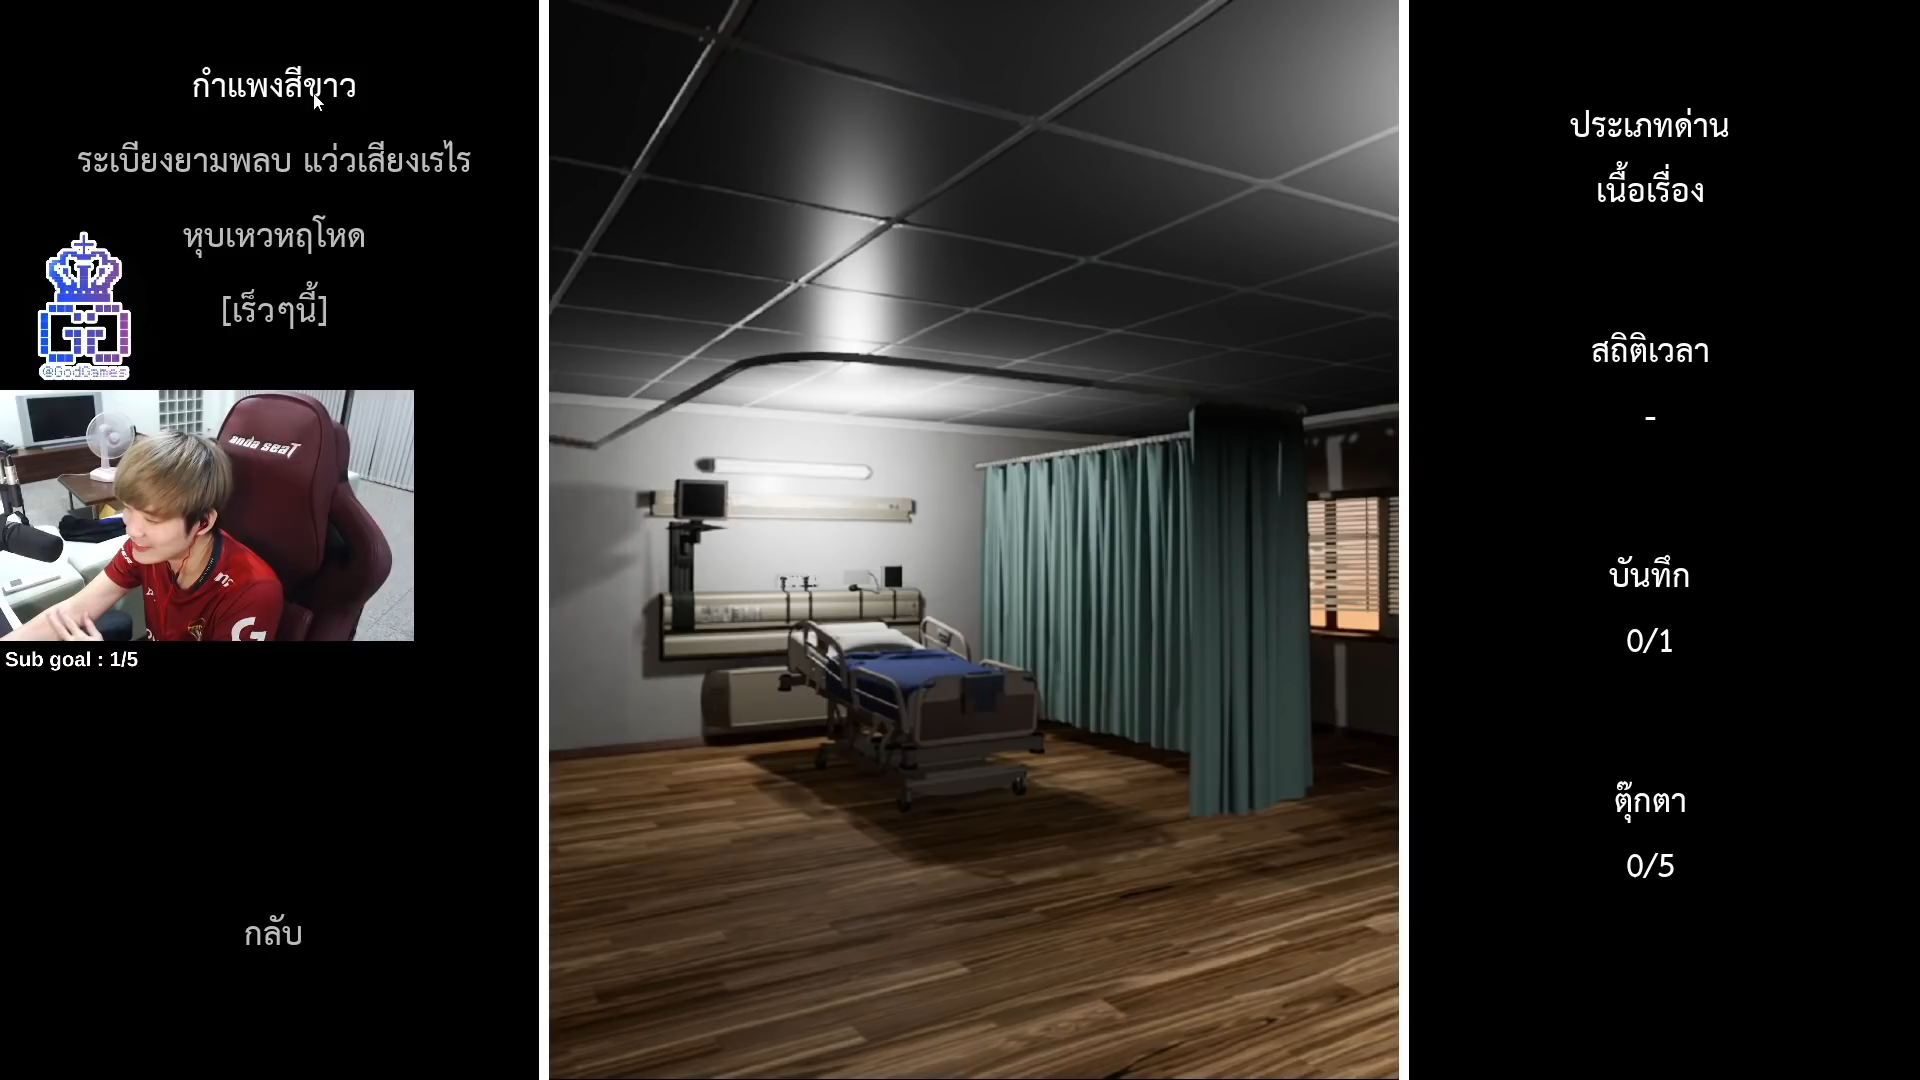 กำแพงสีขาว
ระเบียงยามพลบ แว่วเสียงเรไร
หุบเหวหฤโหด
[เร็วๆนี้]
@GodGames
anda seaT
Sub goal : 1/5
กลับ
ประเภทด่าน
เนื้อเรื่อง
สถิติเวลา
-
บันทึก
0/1
ตุ๊กตา
0/5